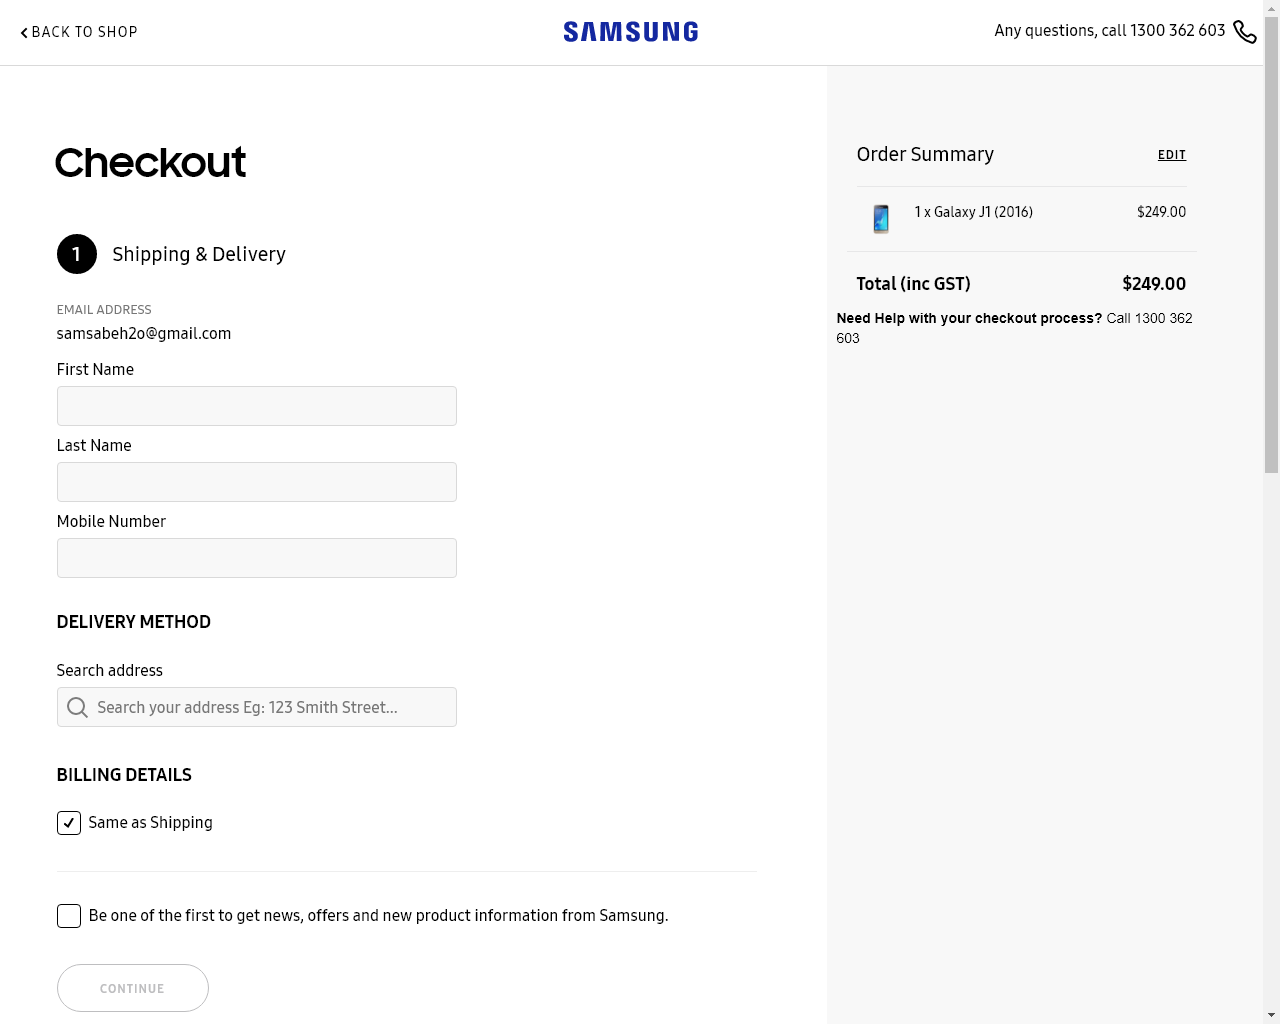 BACK TO SHOP
SAMSUNG
Any questions, call 1300 362 603
Checkout
1 Shipping & Delivery
EMAIL ADDRESS
samsabeh2o@gmail.com
First Name
Last Name
Mobile Number
DELIVERY METHOD
Search address
Search your address Eg: 123 Smith Street...
BILLING DETAILS
Same as Shipping
Be one of the first to get news, offers and new product information from Samsung.
CONTINUE
Order Summary
EDIT
1 x Galaxy J1 (2016)
$249.00
Total (inc GST)
$249.00
Need Help with your checkout process? Call 1300 362
603